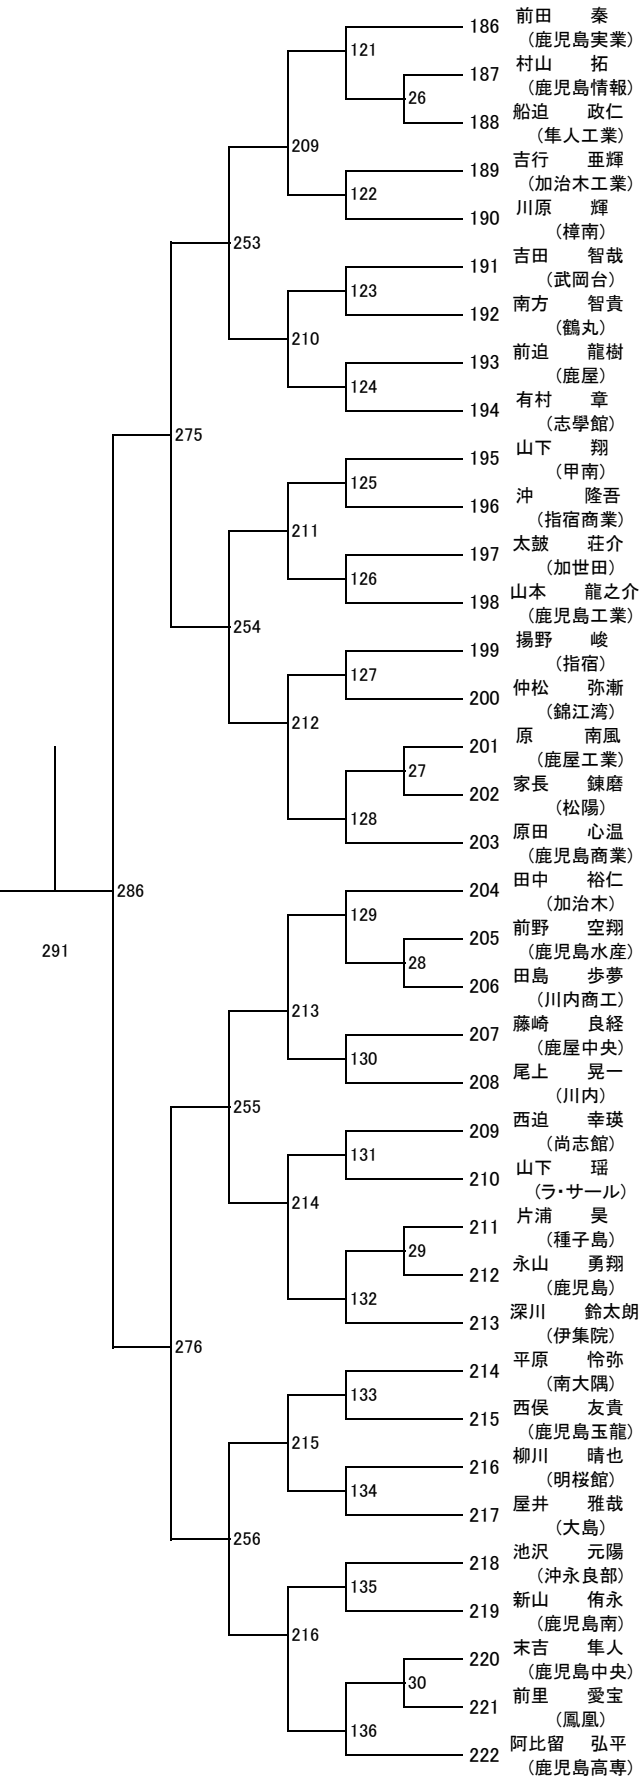 186 前田 秦
(鹿児島実業)
121
187 村山 拓
(鹿児島情報)
26
188 船迫 政仁
(隼人工業)
209
189 吉行 亜輝
(加治木工業)
122
190 川原 輝
(樟南)
253
191 吉田 智哉
(武岡台)
123
192 南方 智貴
(鶴丸)
210
193 前迫 龍樹
(鹿屋)
124
194 有村 章
(志學館)
275
195 山下 翔
(甲南)
125
196 沖 隆吾
(指宿商業)
211
197 太皷 荘介
(加世田)
126
198 山本 龍之介
(鹿児島工業)
254
199 揚野 峻
(指宿)
127
200 仲松 弥漸
(錦江湾)
212
201 原 南風
(鹿屋工業)
27
202 家長 錬磨
(松陽)
128
203 原田 心温
(鹿児島商業)
286
204 田中 裕仁
(加治木)
129
205 前野 空翔
(鹿児島水産)
291
28
206 田島 歩夢
(川内商工)
213
207 藤崎 良経
(鹿屋中央)
130
208 尾上 晃一
(川内)
255
209 西迫 幸瑛
(尚志館)
131
210 山下 瑶
(ラ・サール)
214
211 片浦 昊
(種子島)
29
212 永山 勇翔
(鹿児島)
132
213 深川 鈴太朗
(伊集院)
276
214 平原 怜弥
(南大隅)
133
215 西俣 友貴
(鹿児島玉龍)
215
216 柳川 晴也
(明桜館)
134
217 屋井 雅哉
(大島)
256
218 池沢 元陽
(沖永良部)
135
219 新山 侑永
(鹿児島南)
216
220 末吉 隼人
(鹿児島中央)
30
221 前里 愛宝
(鳳凰)
136
222 阿比留 弘平
(鹿児島高専)